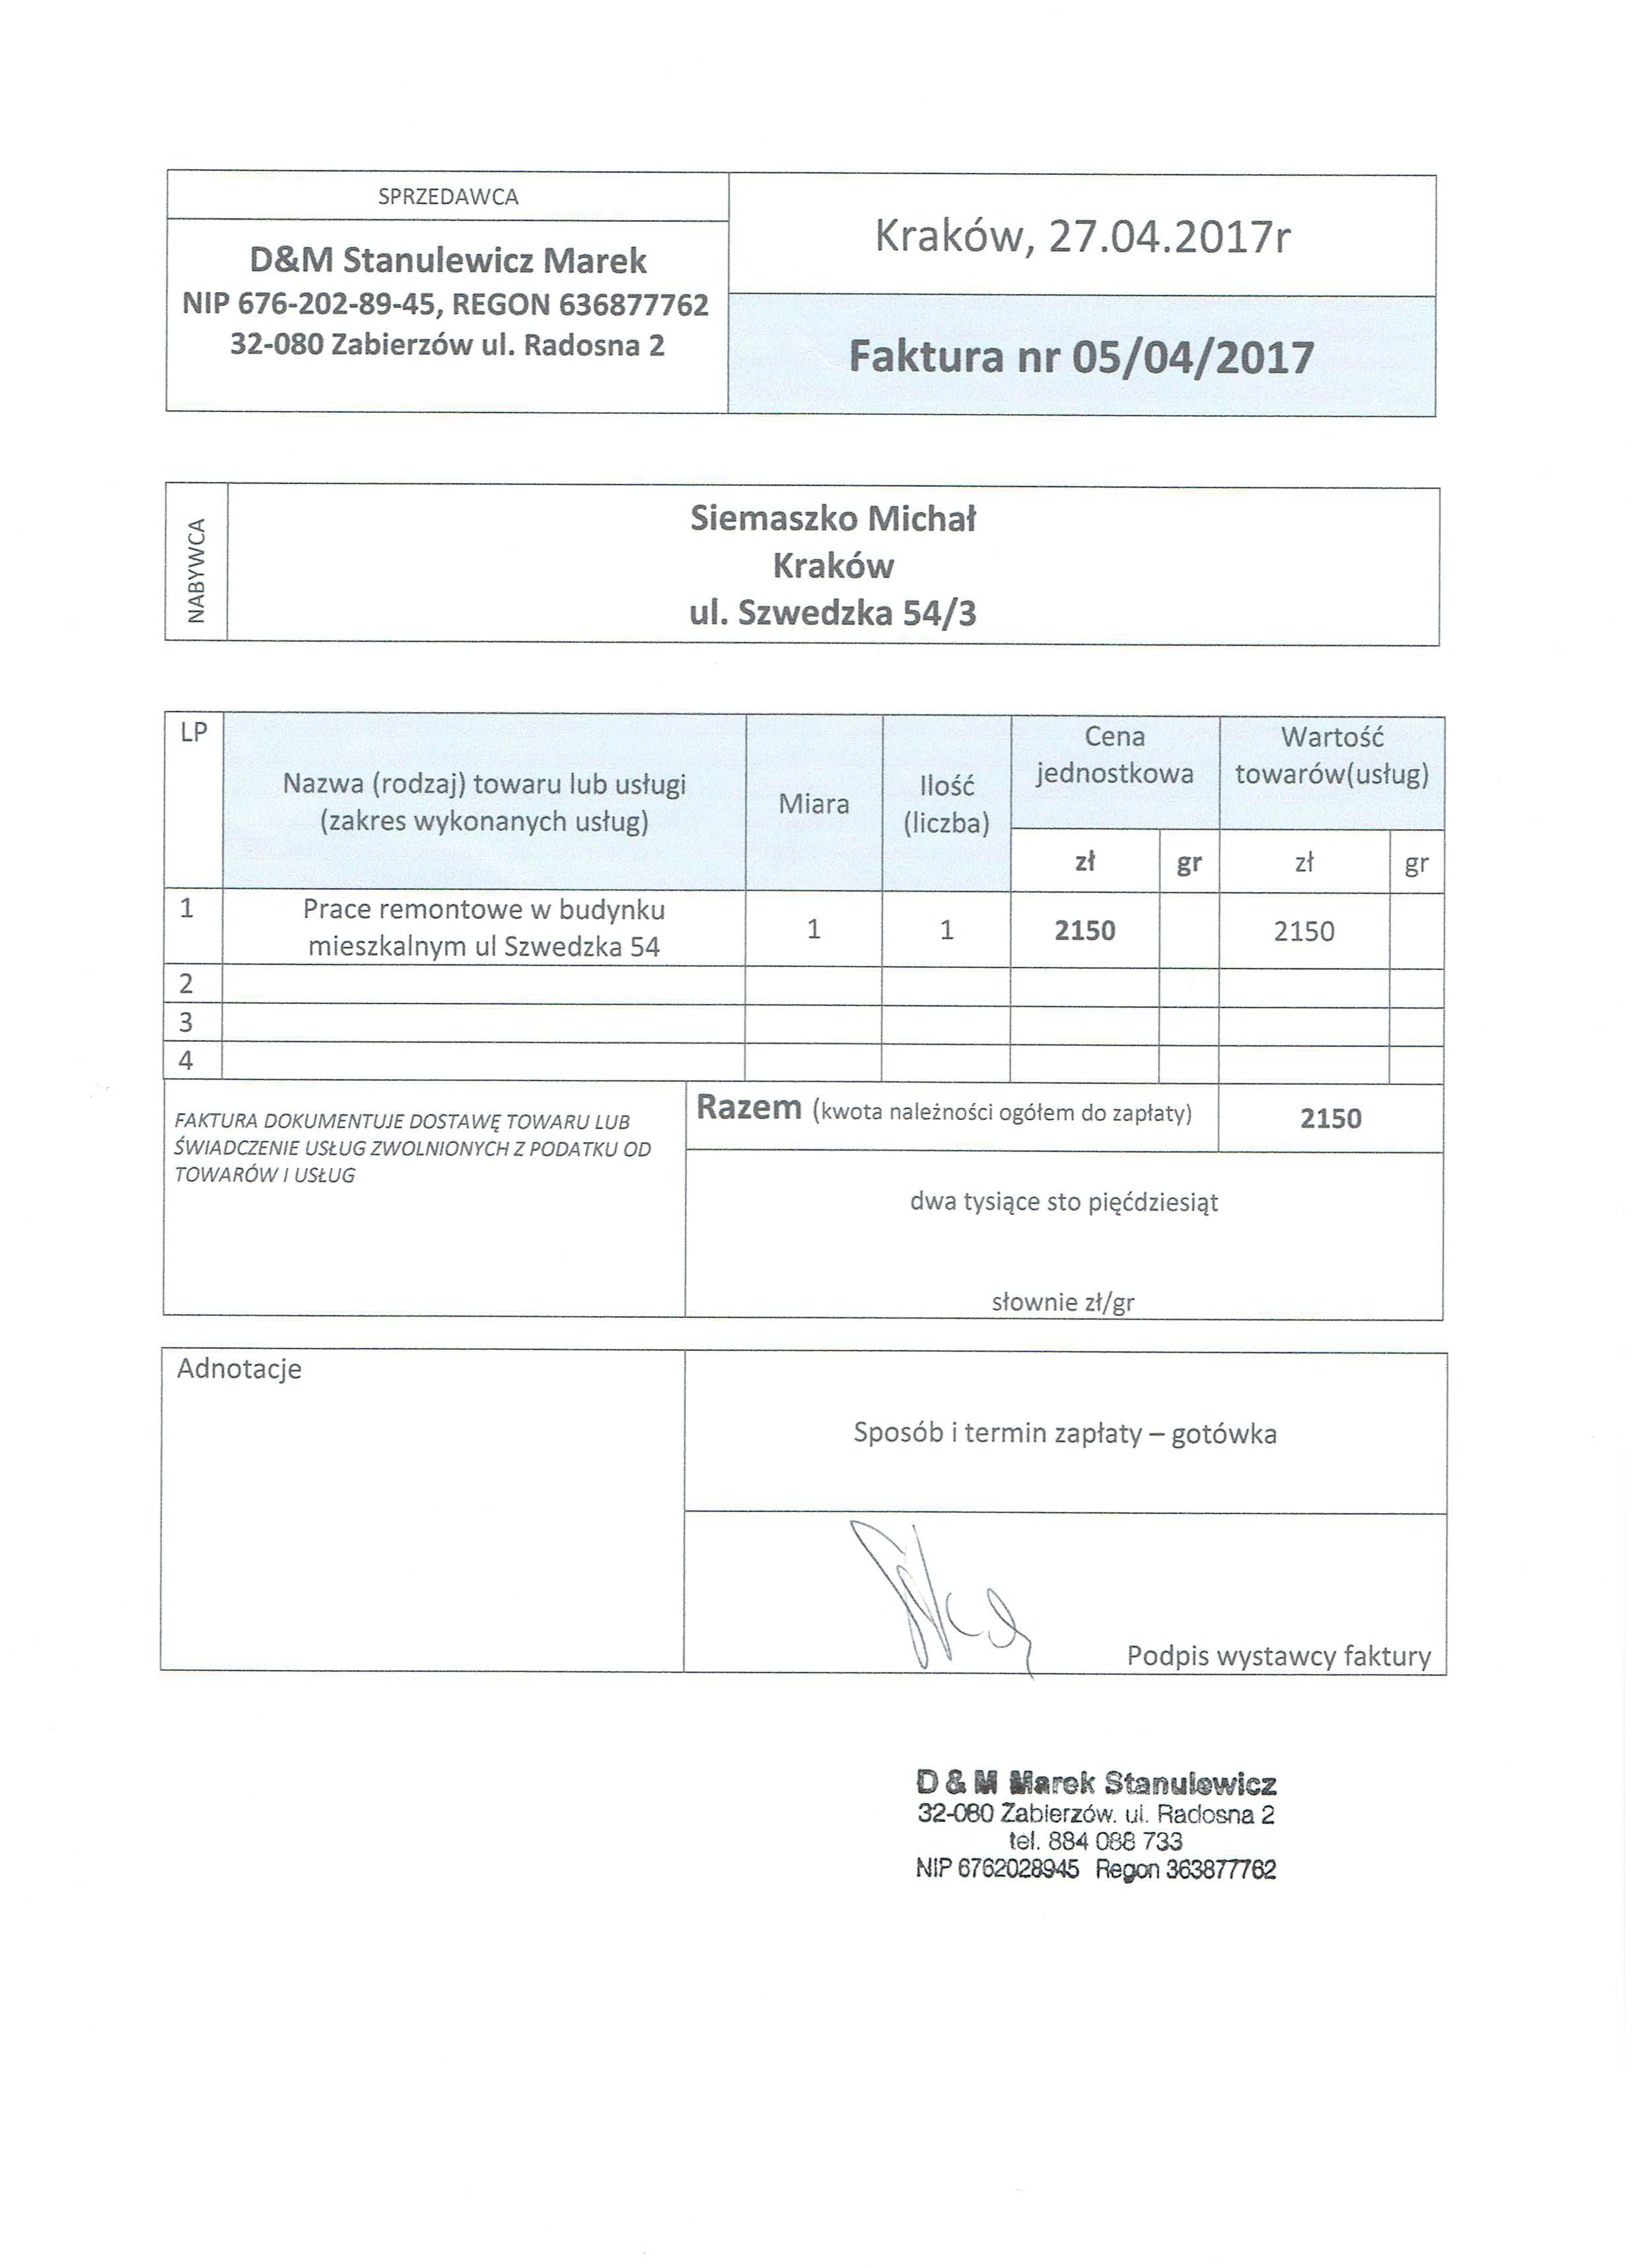 SPRZEDAWCA
D&M Stanulewicz Marek
NIP 676-202-89-45, REGON 636877762
32-080 Zabierzów ul. Radosna 2
Kraków, 27.04.2017r
Faktura nr 05/04/2017
NABYWCA
Siemaszko Michał
Kraków
ul. Szwedzka 54/3
LP
Nazwa (rodzaj) towaru lub usługi
(zakres wykonanych usług)
Miara
Ilość
(liczba)
Cena
jednostkowa
Wartość
towarów(usług)
zł gr zł gr
1 Prace remontowe w budynku
mieszkalnym ul Szwedzka 54
1 1 2150 2150
2
3
4
FAKTURA DOKUMENTUJE DOSTAWĘ TOWARU LUB
ŚWIADCZENIE USŁUG ZWOLNIONYCH Z PODATKU OD
TOWARÓW I USŁUG
Razem (kwota należności ogółem do zapłaty) 2150
dwa tysiące sto pięćdziesiąt
słownie zł/gr
Adnotacje
Sposób i termin zapłaty – gotówka
Podpis wystawcy faktury
D & M Marek Stanulewicz
32-080 Zabierzów. ul. Radosna 2
tel. 884 088 733
NIP 6762028945 Regon 363877762